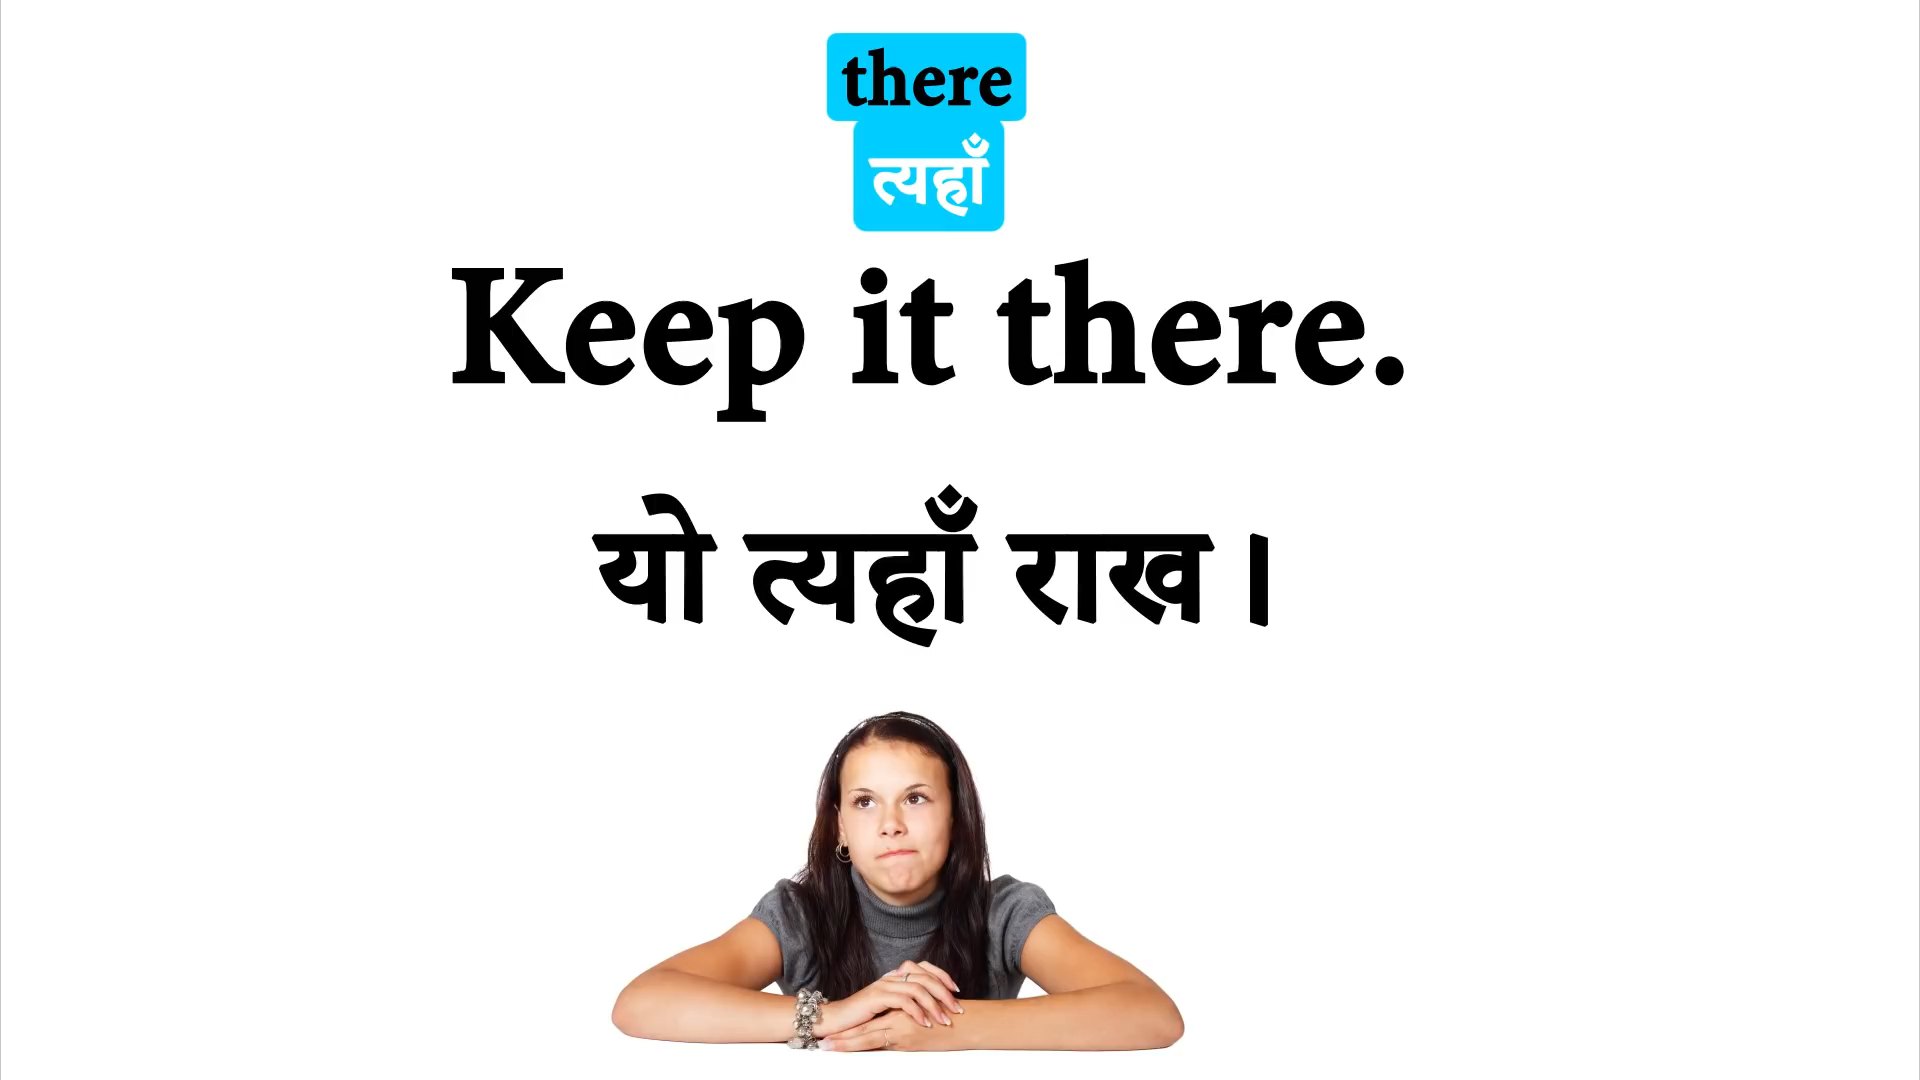 there
त्यहाँ
Keep it there.
यो त्यहाँ राख ।